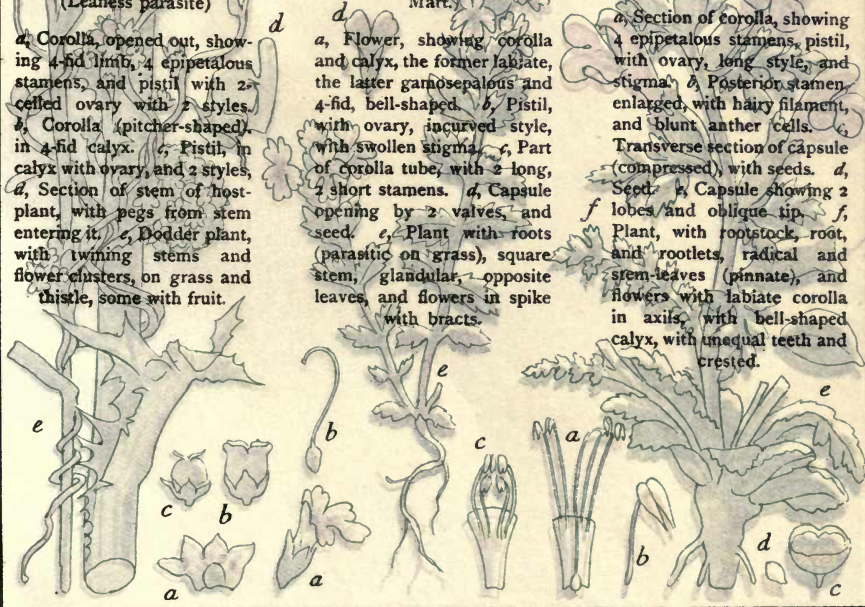 (Leafless parasite)
a, Corolla, opened out, show-
ing 4-fid limb, 4 epipetalous
stamens, and pistil with 2-
celled ovary with 2 styles.
b, Corolla (pitcher-shaped).
in 4-fid calyx. c, Pistil, in
calyx with ovary, and 2 styles,
d, Section of stem of host-
plant, with pegs from stem
entering it. e, Dodder plant,
with twining stems and
flower clusters, on grass and
thistle, some with fruit.
Mart.)
a, Flower, showing corolla
and calyx, the former labiate,
the latter gamosepalous and
4-fid, bell-shaped. b, Pistil,
with ovary, incurved style,
with swollen stigma. c, Part
of corolla tube, with 2 long,
2 short stamens. d, Capsule
opening by 2 valves, and
seed. e, Plant with roots
(parasitic on grass), square
stem, glandular, opposite
leaves, and flowers in spike
with bracts.
a, Section of corolla, showing
4 epipetalous stamens, pistil,
with ovary, long style, and
stigma. b, Posterior stamen,
enlarged, with hairy filament,
and blunt anther cells. c,
Transverse section of capsule
(compressed), with seeds. d,
Seed. e, Capsule showing 2
lobes and oblique tip. f,
Plant, with rootstock, root,
and rootlets, radical and
stem-leaves (pinnate), and
flowers with labiate corolla
in axils, with bell-shaped
calyx, with unequal teeth and
crested.
d
d
f
e
e
e
b
c
a
c
b
b
d
a
a
c